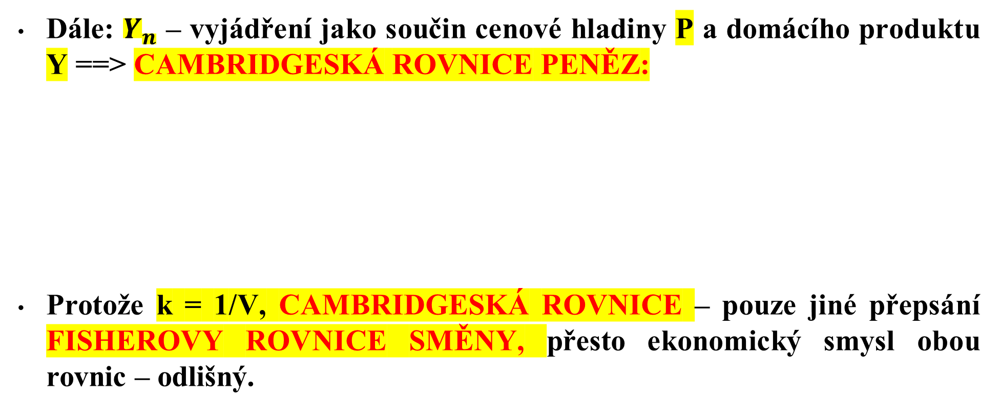 • Dále: Yₙ – vyjádření jako součin cenové hladiny P a domácího produktu
Y ==> CAMBRIDGESKÁ ROVNICE PENĚZ:
• Protože k = 1/V, CAMBRIDGESKÁ ROVNICE – pouze jiné přepsání
FISHEROVY ROVNICE SMĚNY, přesto ekonomický smysl obou
rovnic – odlišný.